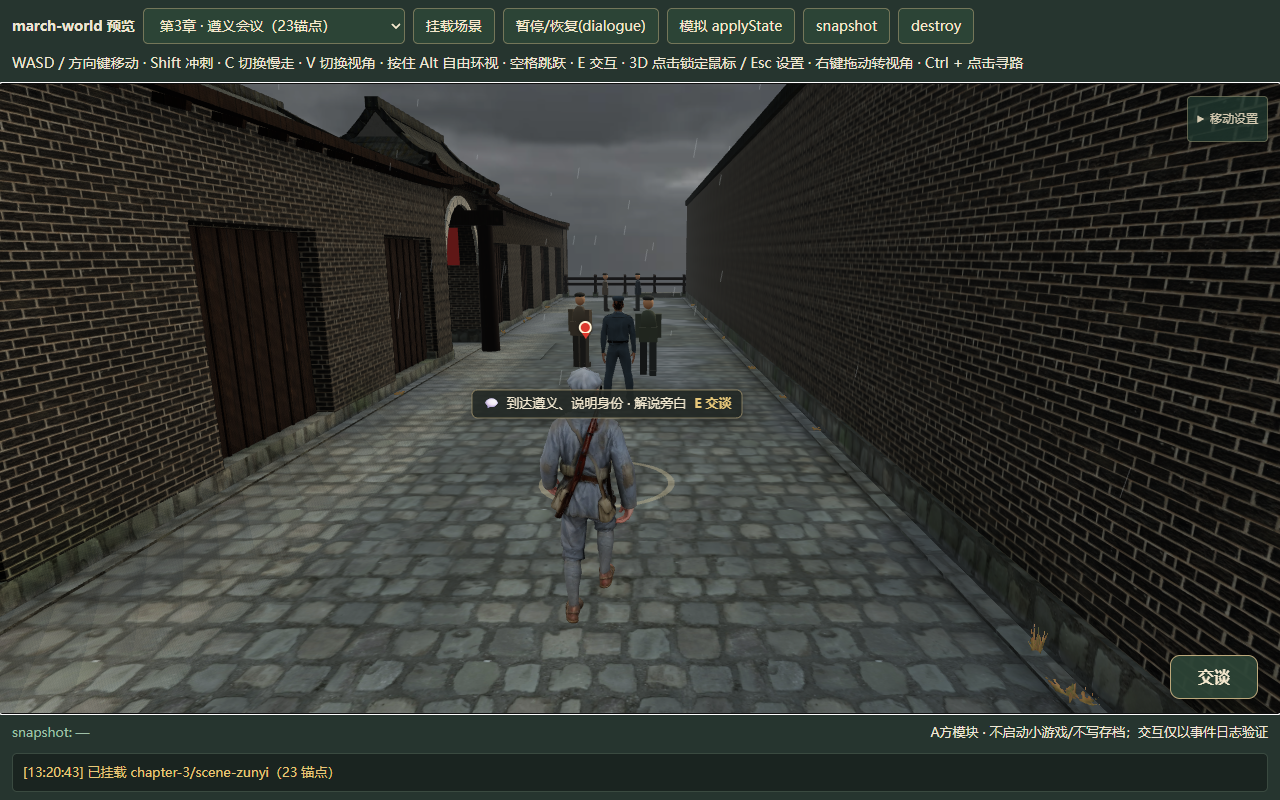 march-world 预览 第3章 · 遵义会议（23锚点） 挂载场景 暂停/恢复(dialogue) 模拟 applyState snapshot destroy
WASD / 方向键移动 · Shift 冲刺 · C 切换慢走 · V 切换视角 · 按住 Alt 自由环视 · 空格跳跃 · E 交互 · 3D 点击锁定鼠标 / Esc 设置 · 右键拖动转视角 · Ctrl + 点击寻路
▸ 移动设置
到达遵义、说明身份 · 解说旁白 E 交谈
交谈
snapshot: — A方模块 · 不启动小游戏/不写存档；交互仅以事件日志验证
[13:20:43] 已挂载 chapter-3/scene-zunyi（23 锚点）